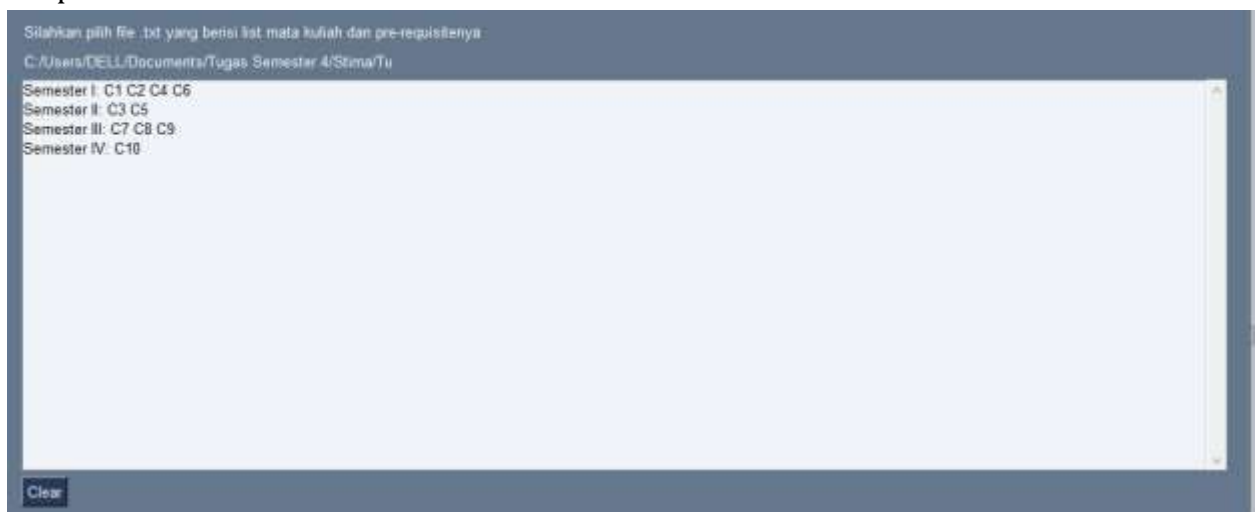 Silahkan pilih file .txt yang berisi list mata kuliah dan pre-requisitenya
C:/Users/DELL/Documents/Tugas Semester 4/Stima/Tu
Semester I: C1 C2 C4 C6
Semester II: C3 C5
Semester III: C7 C8 C9
Semester IV: C10
Clear